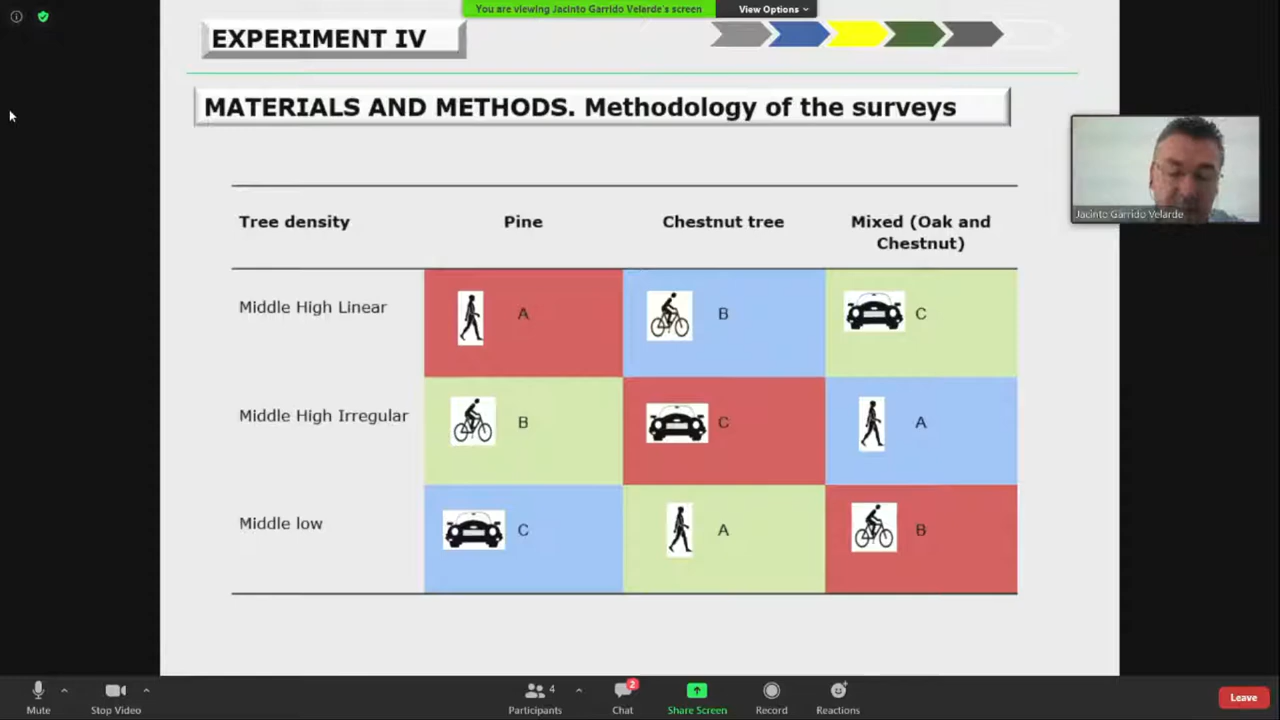 You are viewing Jacinto Garrido Velarde's screen
View Options
EXPERIMENT IV
MATERIALS AND METHODS. Methodology of the surveys
Jacinto Garrido Velarde
Tree density
Pine
Chestnut tree
Mixed (Oak and
Chestnut)
Middle High Linear
A
B
C
Middle High Irregular
B
C
A
Middle low
C
A
B
Mute
Stop Video
4
Participants
2
Chat
Share Screen
Record
Reactions
Leave